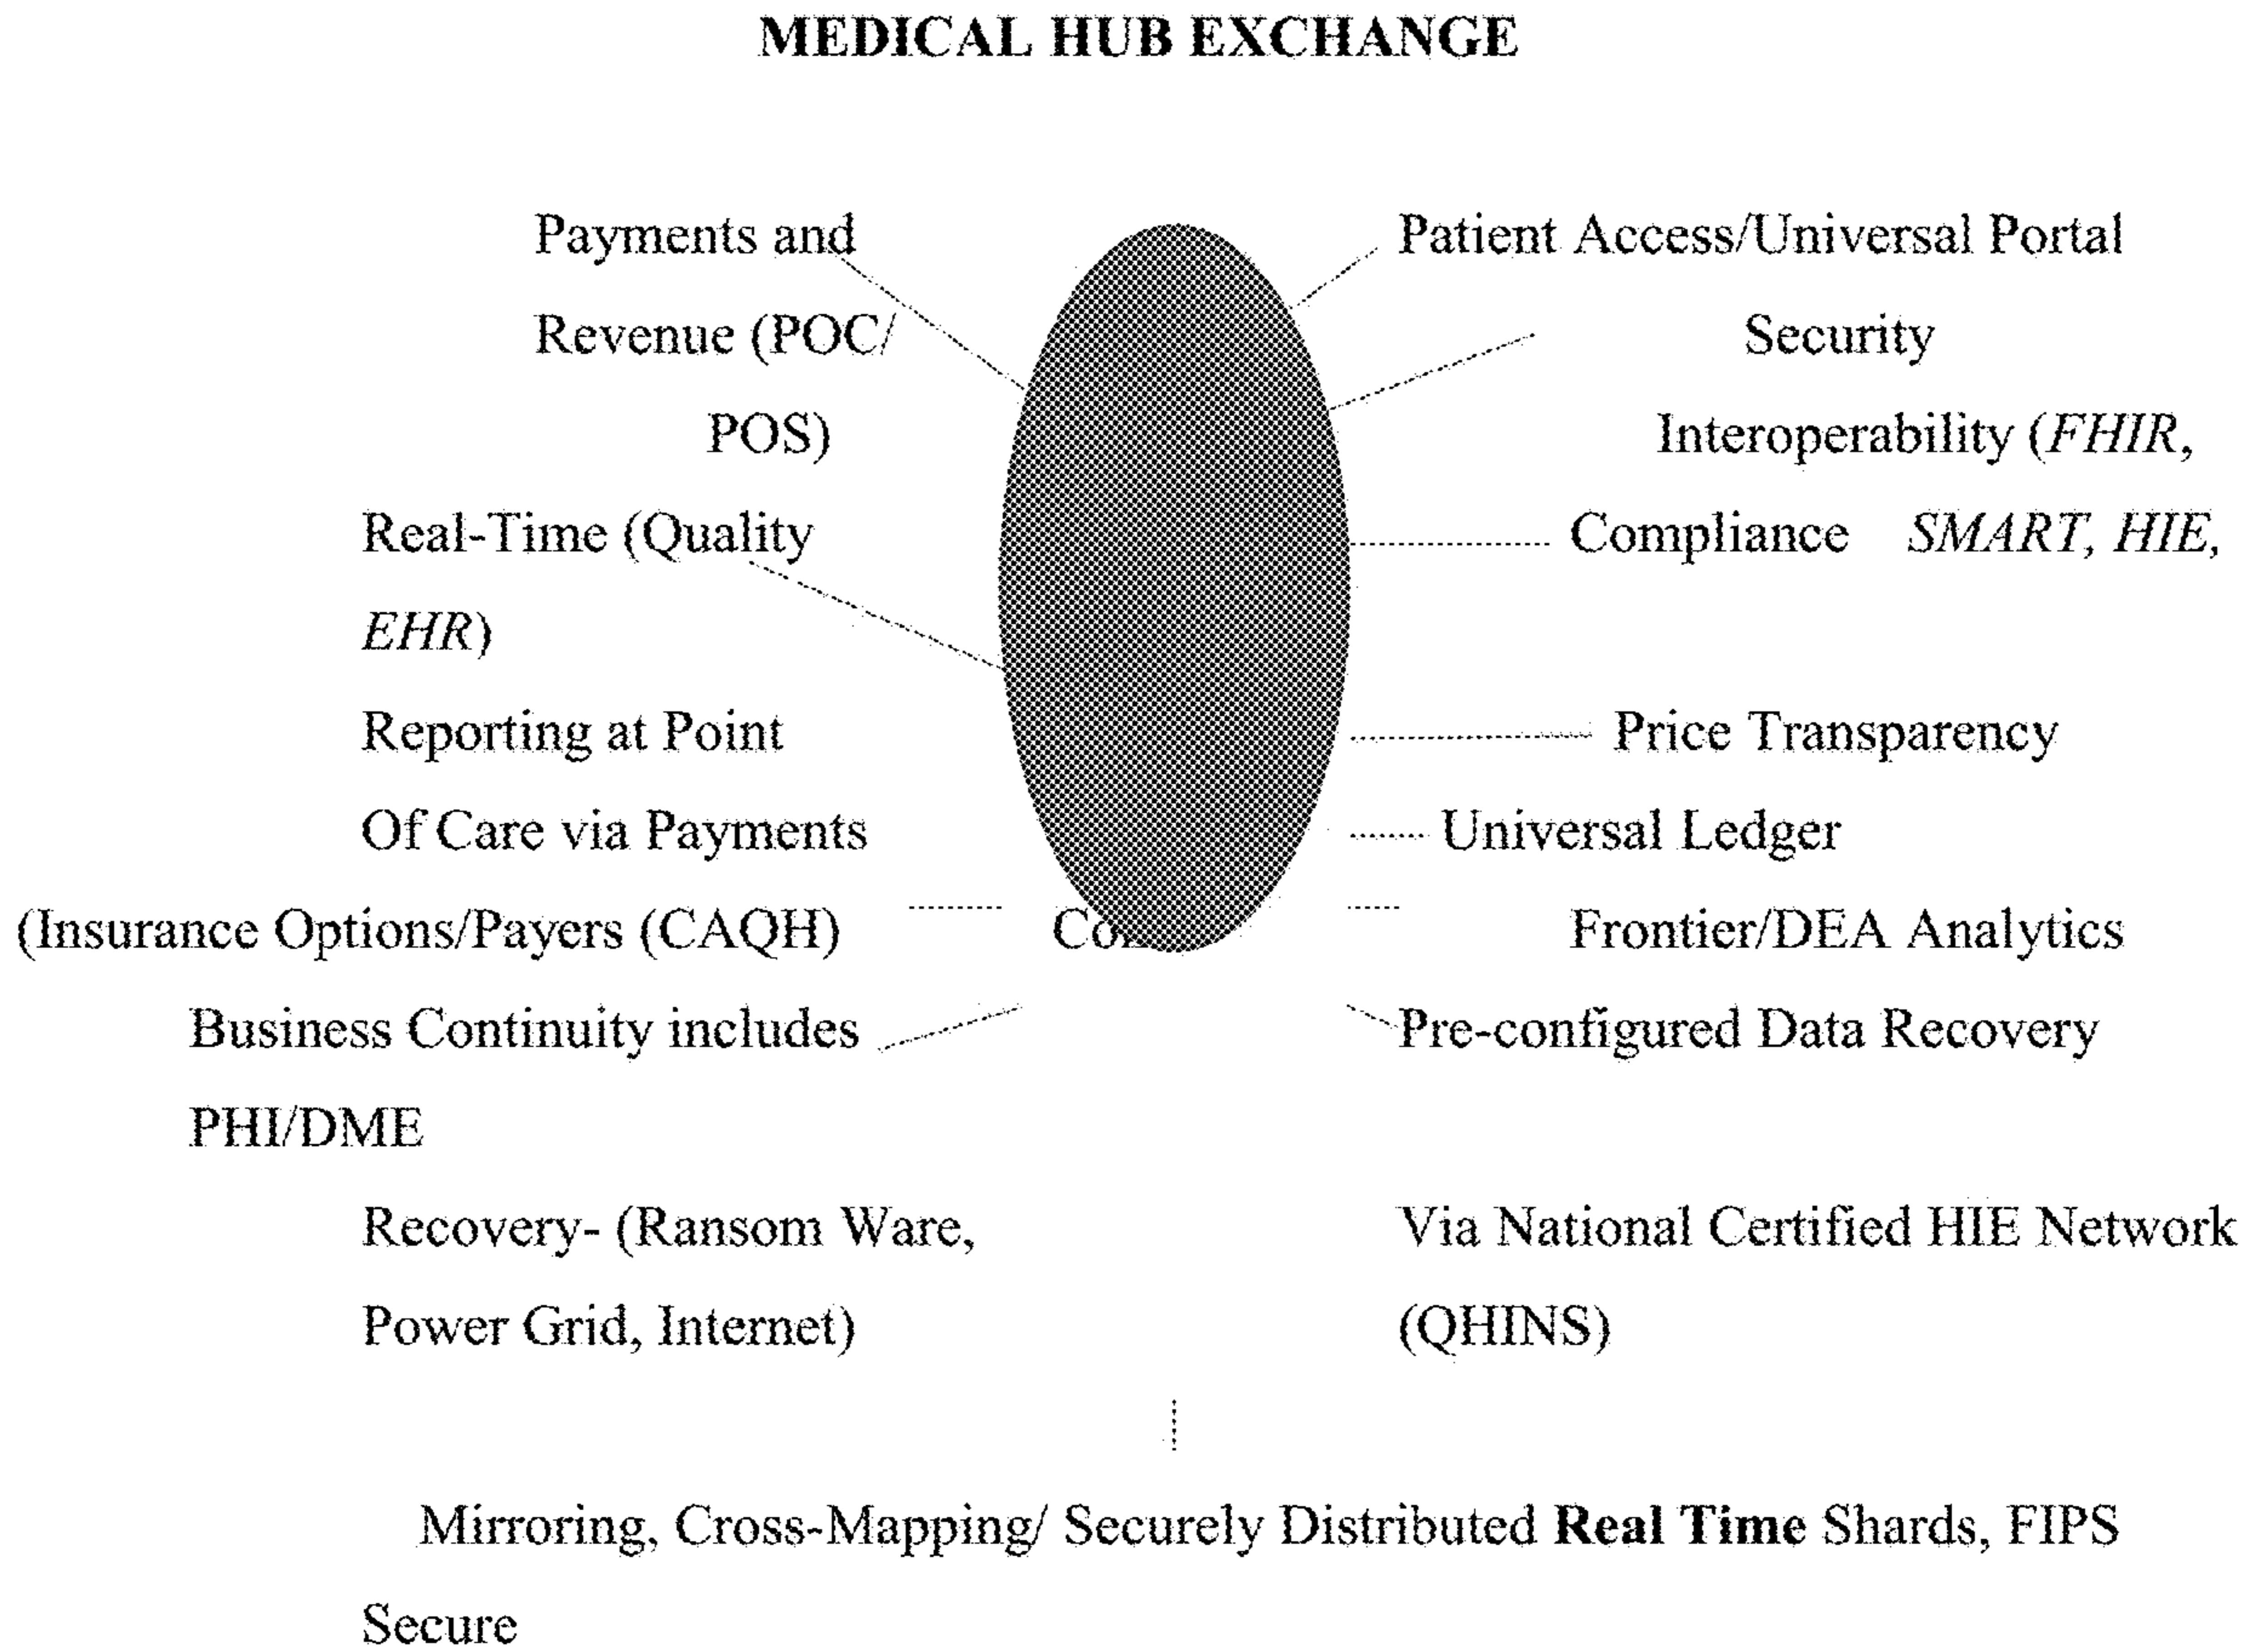 MEDICAL HUB EXCHANGE
Payments and Patient Access/Universal Portal
Revenue (POC/ Security
POS) Interoperability (FHIR,
Real-Time (Quality Compliance SMART, HIE,
EHR)
Reporting at Point Price Transparency
Of Care via Payments Universal Ledger
(Insurance Options/Payers (CAQH) Frontier/DEA Analytics
Business Continuity includes Pre-configured Data Recovery
PHI/DME
Recovery- (Ransom Ware, Via National Certified HIE Network
Power Grid, Internet) (QHINS)
Mirroring, Cross-Mapping/ Securely Distributed Real Time Shards, FIPS
Secure